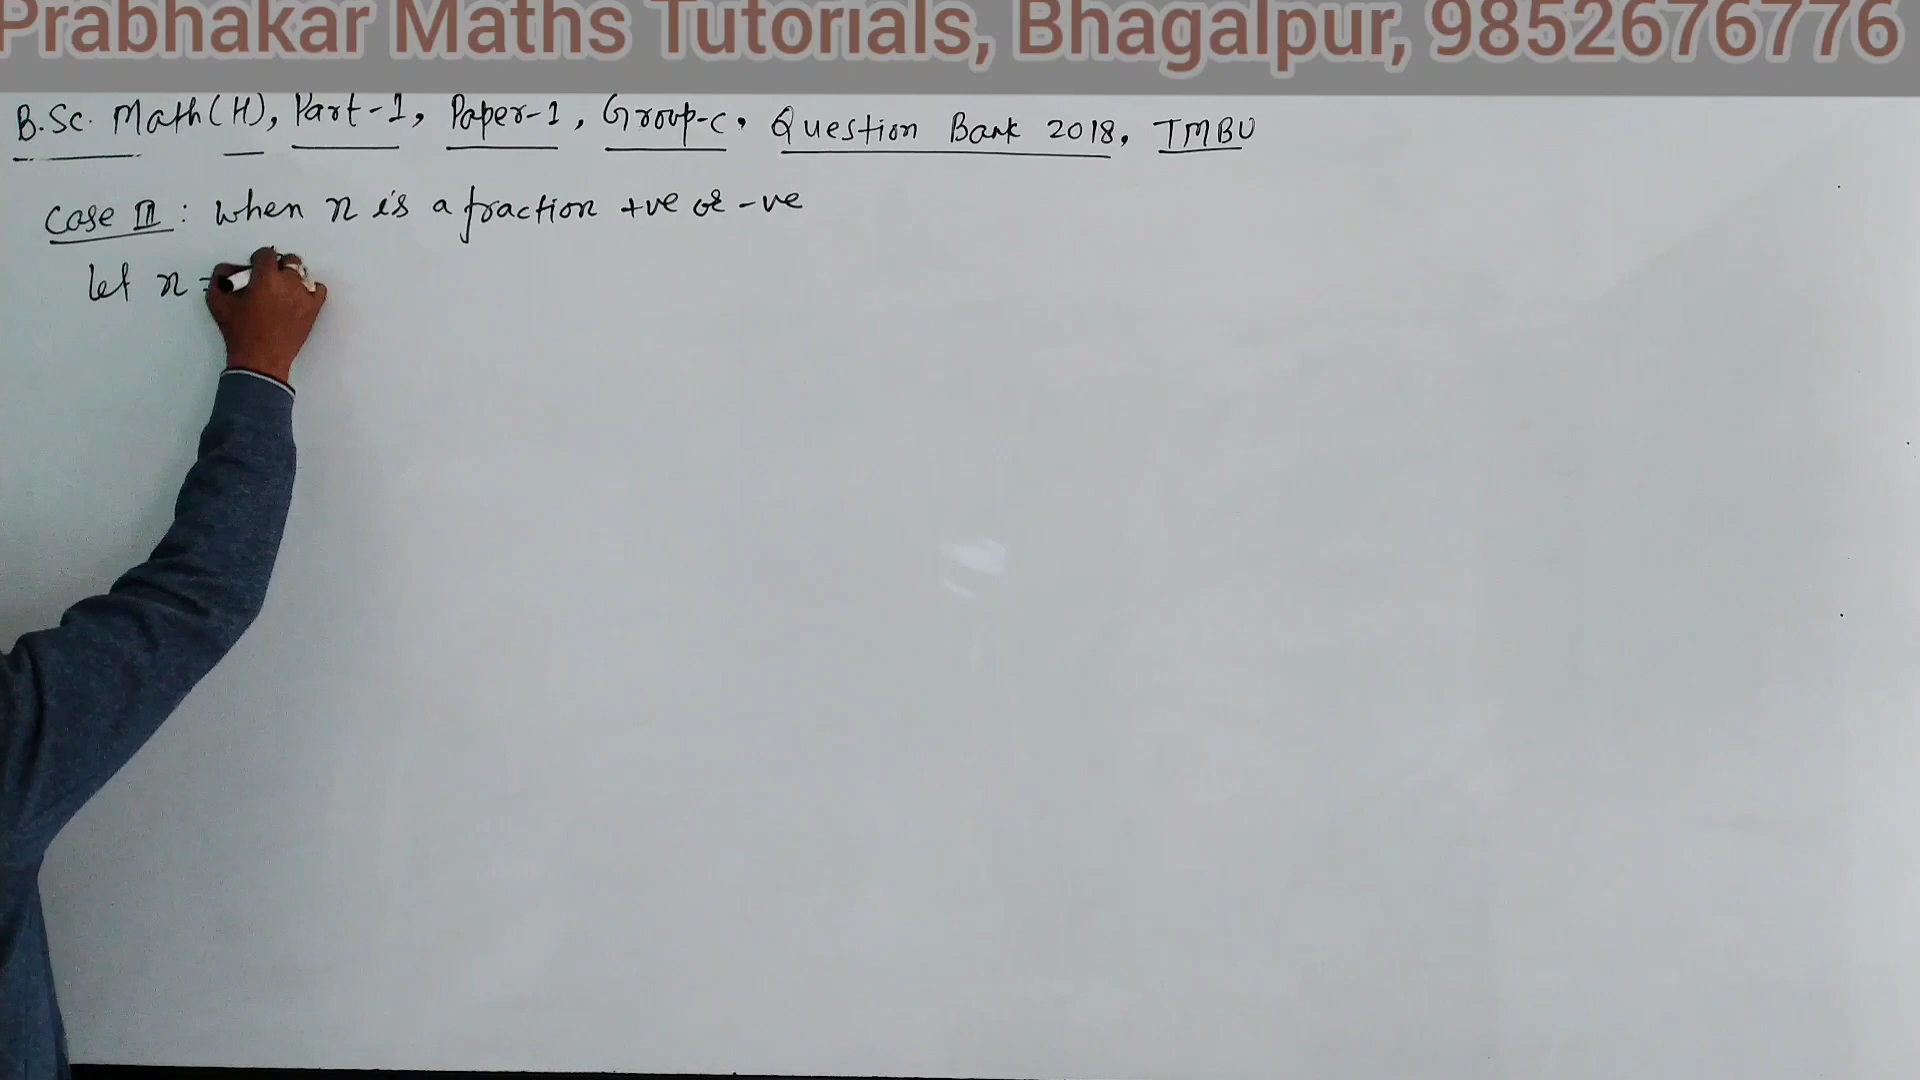 Prabhakar Maths Tutorials, Bhagalpur, 9852676776
B.Sc. Math(H), Part-1, Paper-1, Group-C, Question Bank 2018, TMBU
Case III : when n is a fraction +ve or -ve
let n =